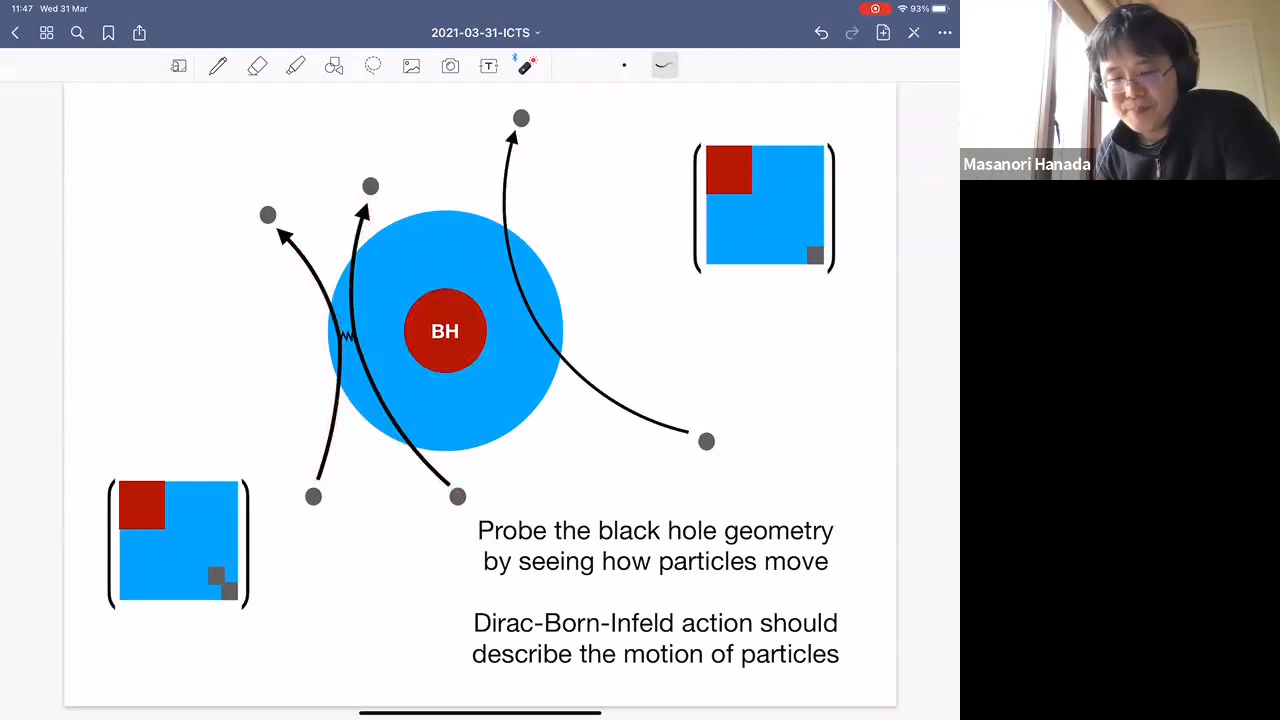 11:47 Wed 31 Mar
93%
2021-03-31-ICTS
T
Masanori Hanada
BH
Probe the black hole geometry
by seeing how particles move
Dirac-Born-Infeld action should
describe the motion of particles